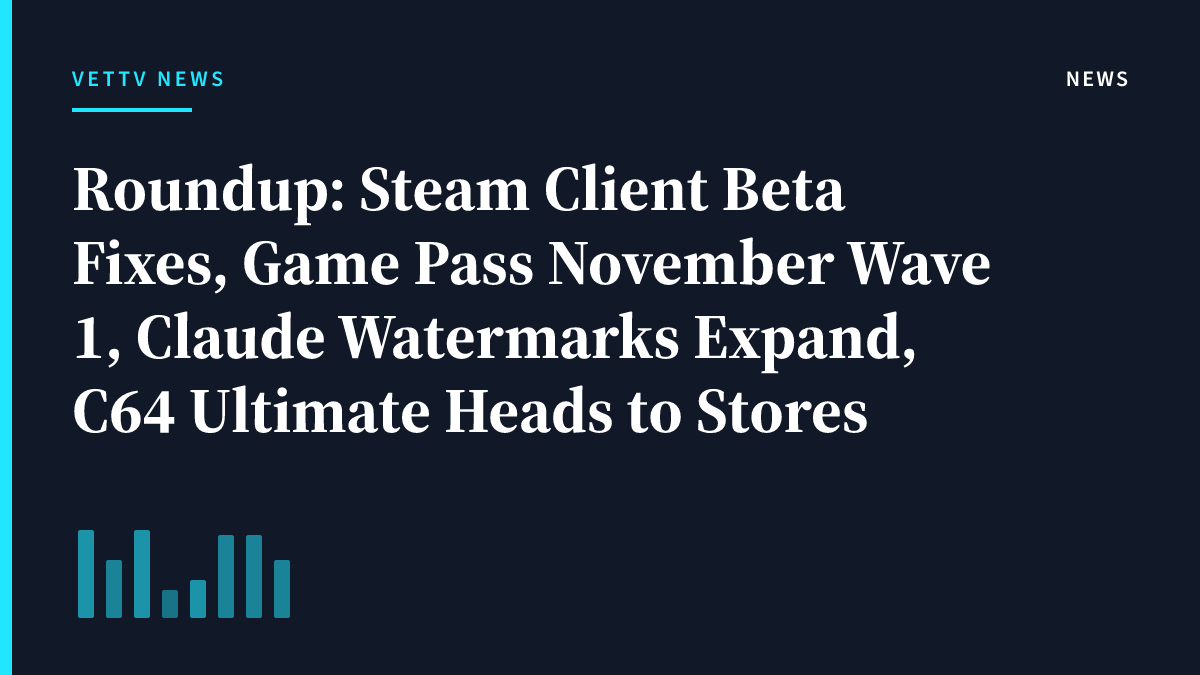 VETTV NEWS
NEWS
Roundup: Steam Client Beta
Fixes, Game Pass November Wave
1, Claude Watermarks Expand,
C64 Ultimate Heads to Stores